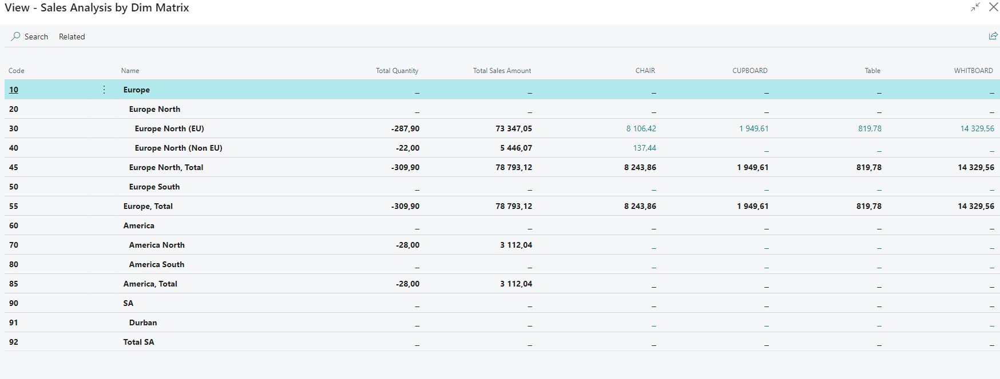 View - Sales Analysis by Dim Matrix
Search Related
Code Name Total Quantity Total Sales Amount CHAIR CUPBOARD Table WHITBOARD
10 Europe _ _ _ _ _ _
20 Europe North _ _ _ _ _ _
30 Europe North (EU) -287,90 73 347,05 8 106,42 1 949,61 819,78 14 329,56
40 Europe North (Non EU) -22,00 5 446,07 137,44 _ _ _
45 Europe North, Total -309,90 78 793,12 8 243,86 1 949,61 819,78 14 329,56
50 Europe South _ _ _ _ _ _
55 Europe, Total -309,90 78 793,12 8 243,86 1 949,61 819,78 14 329,56
60 America _ _ _ _ _ _
70 America North -28,00 3 112,04 _ _ _ _
80 America South _ _ _ _ _ _
85 America, Total -28,00 3 112,04 _ _ _ _
90 SA _ _ _ _ _ _
91 Durban _ _ _ _ _ _
92 Total SA _ _ _ _ _ _